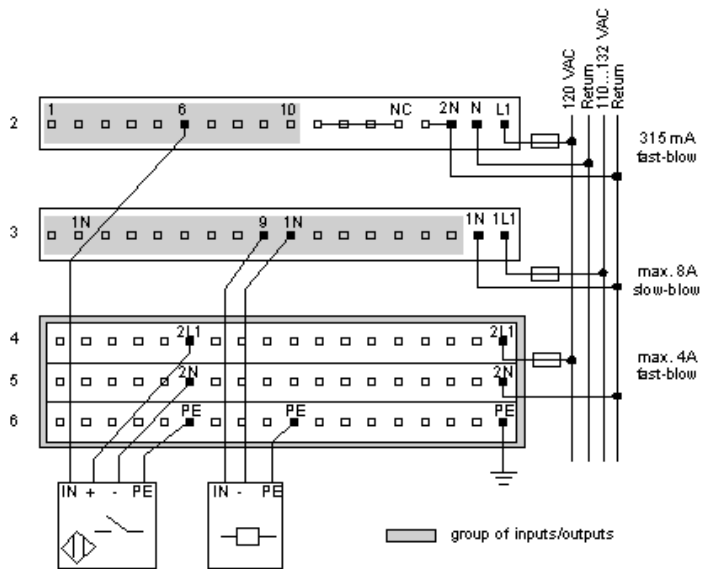 120 VAC
Return
110...132 VAC
Return
2
1 6 10 NC 2N N L1
315 mA
fast-blow
3
1N 9 1N 1N 1L1
max. 8A
slow-blow
4
2L1 2L1
max. 4A
fast-blow
5
2N 2N
6
PE PE PE
IN + - PE
IN - PE
group of inputs/outputs